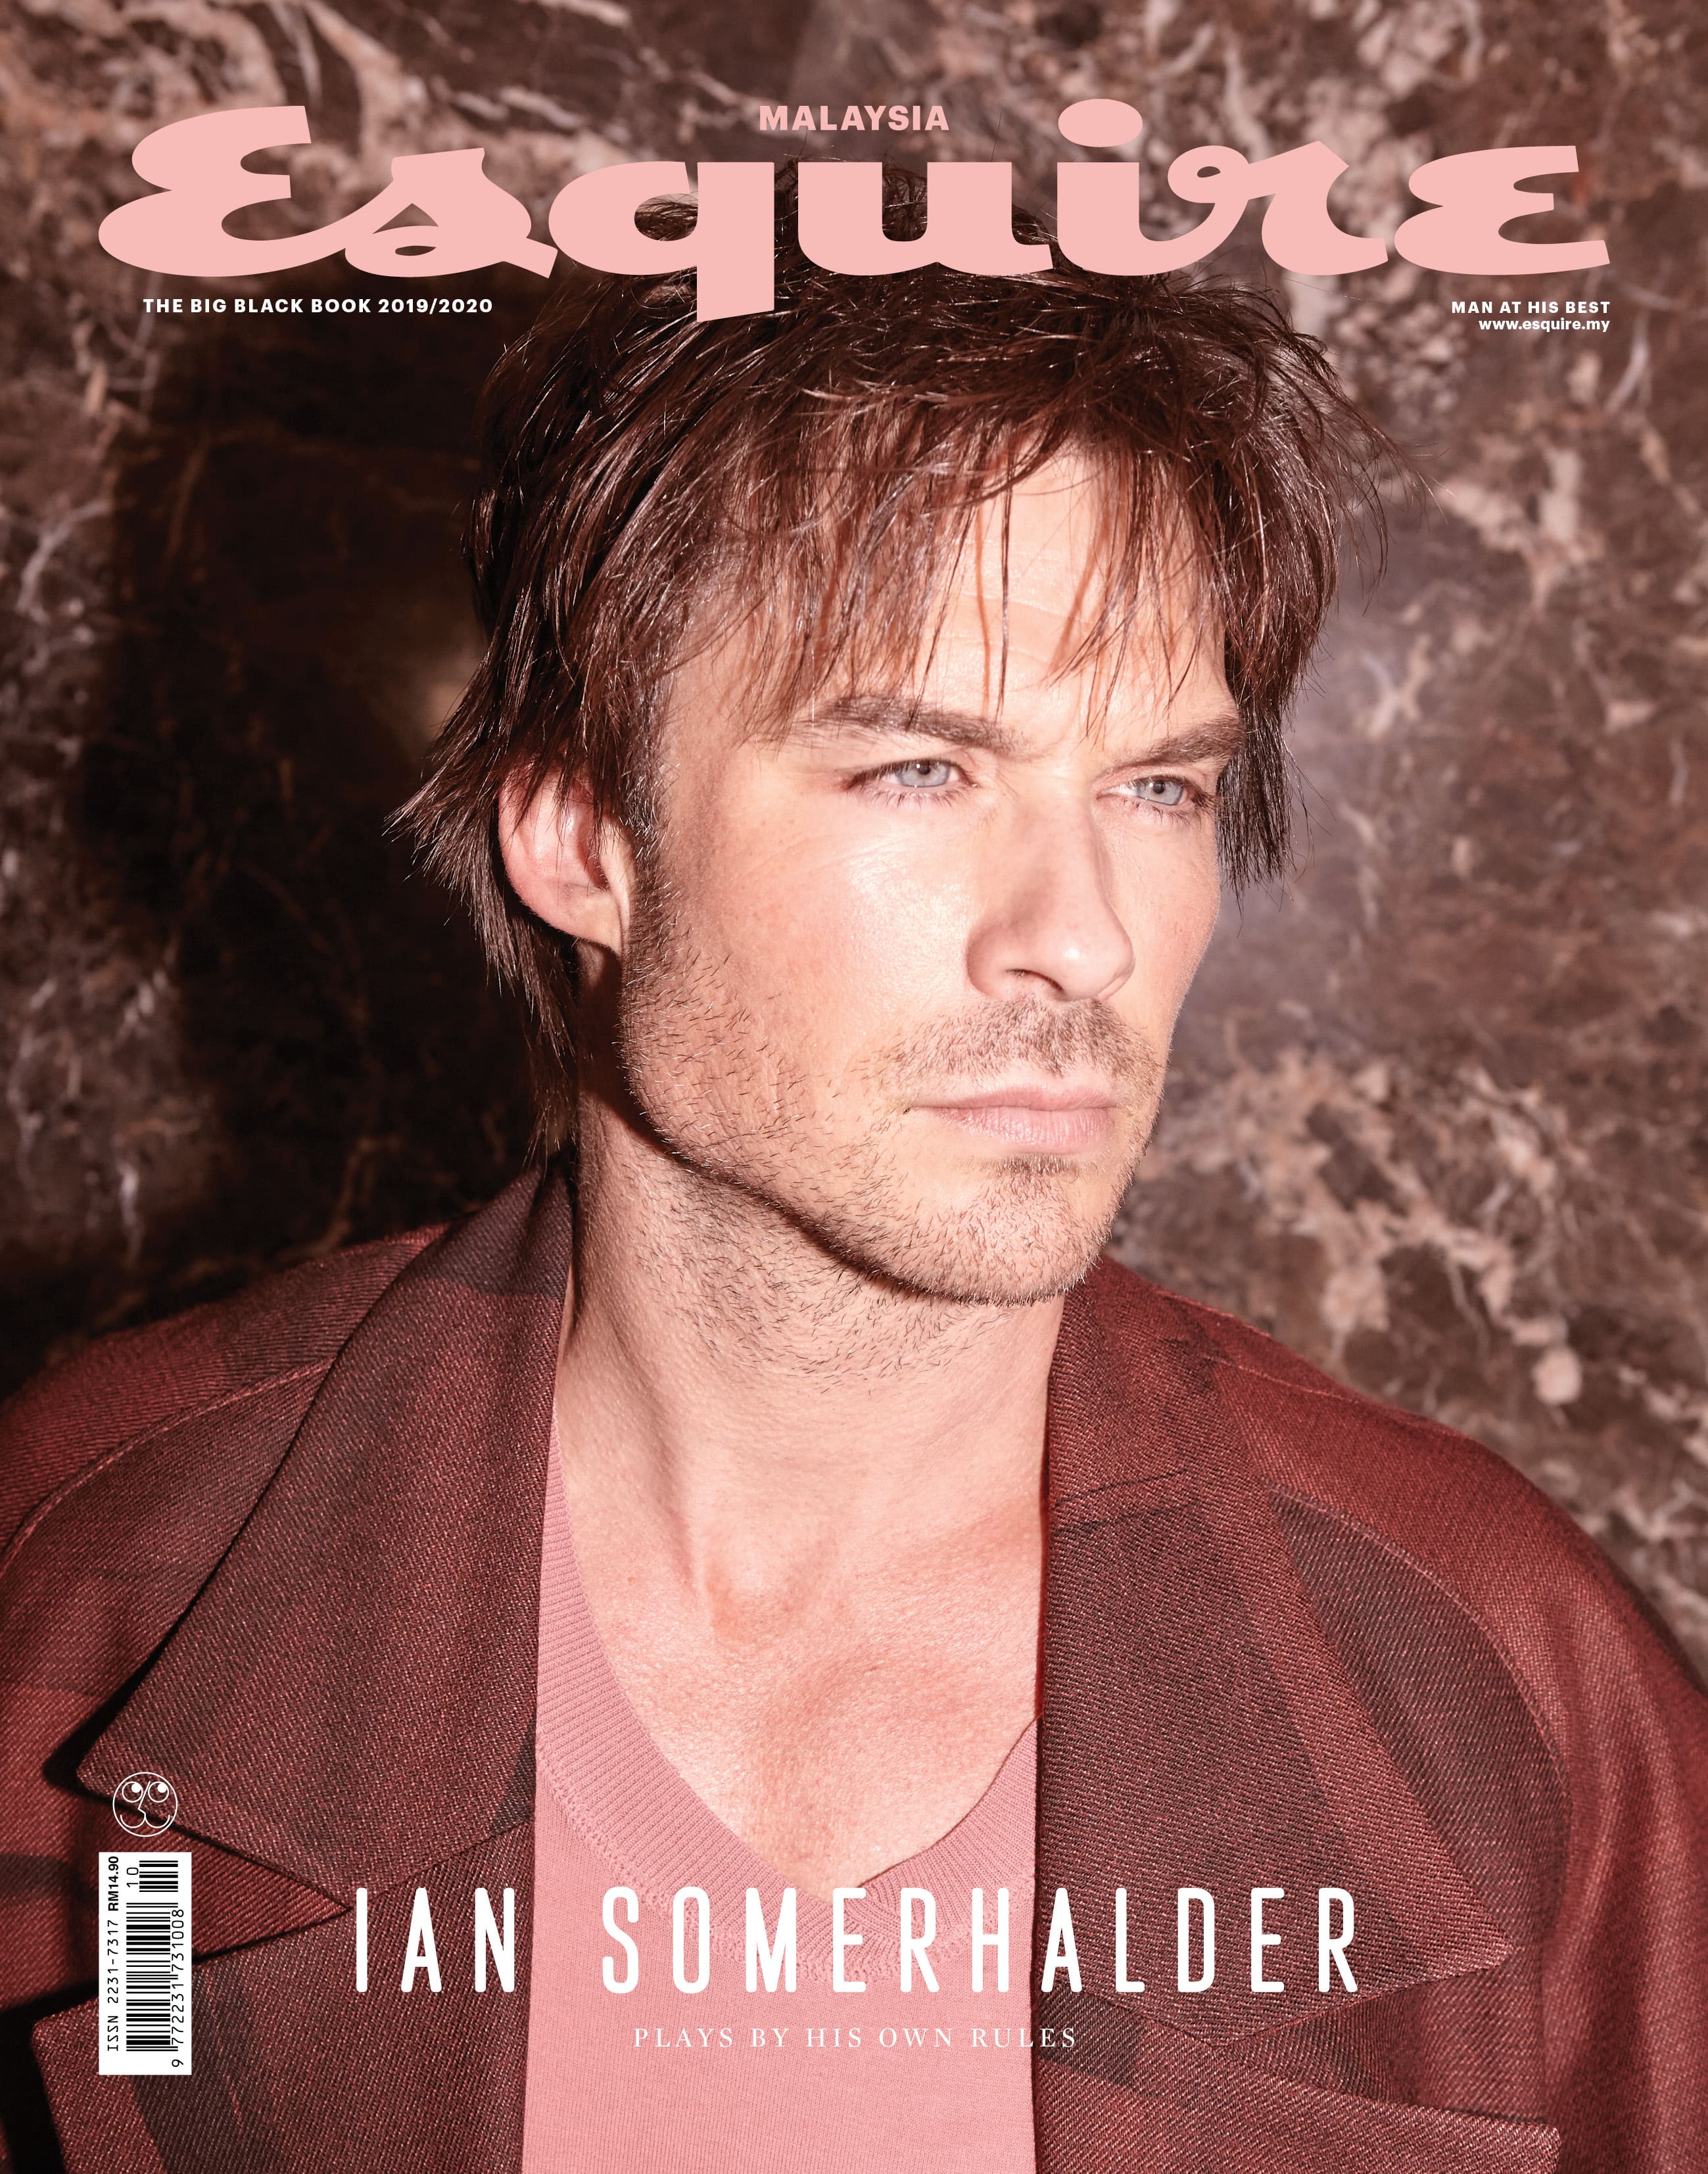 MALAYSIA
Esquire
THE BIG BLACK BOOK 2019/2020
MAN AT HIS BEST
www.esquire.my
IAN SOMERHALDER
PLAYS BY HIS OWN RULES
ISSN 2231-7317 RM14.90
10
9 772231 731008